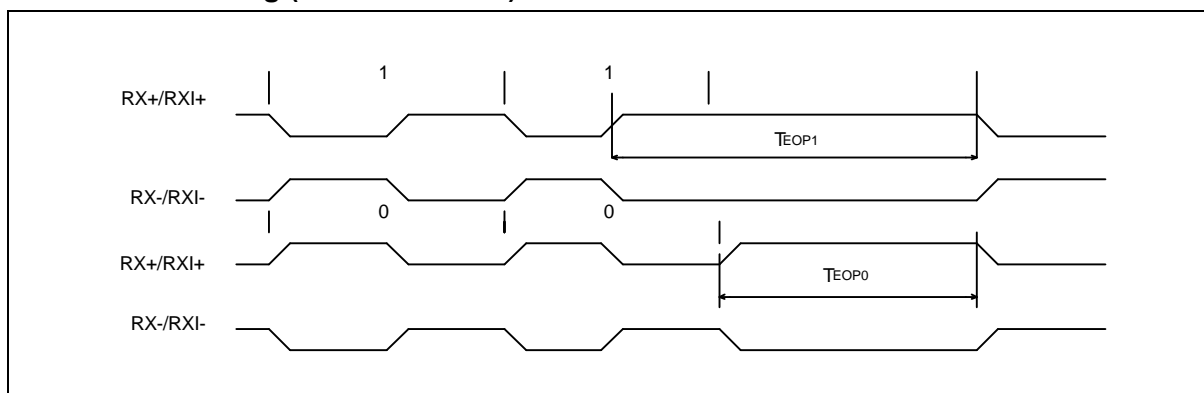 1 1
RX+/RXI+
TEOP1
RX-/RXI-
0 0
RX+/RXI+
TEOP0
RX-/RXI-